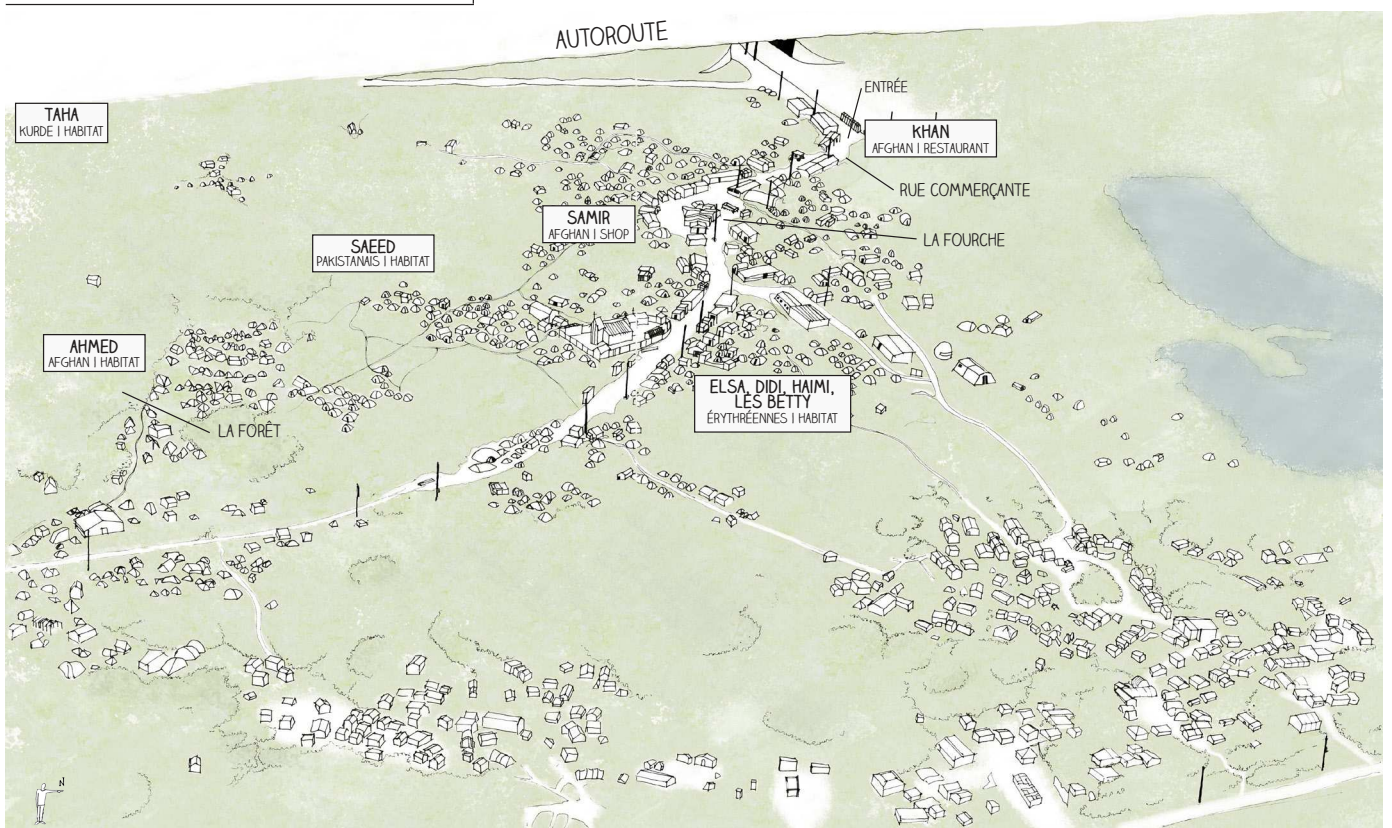 AUTOROUTE
ENTRÉE
TAHA
KURDE | HABITAT
KHAN
AFGHAN | RESTAURANT
RUE COMMERÇANTE
SAMIR
AFGHAN | SHOP
LA FOURCHE
SAEED
PAKISTANAIS | HABITAT
AHMED
AFGHAN | HABITAT
ELSA, DIDI, HAIMI,
LES BETTY
ÉRYTHRÉENNES | HABITAT
LA FORÊT
N